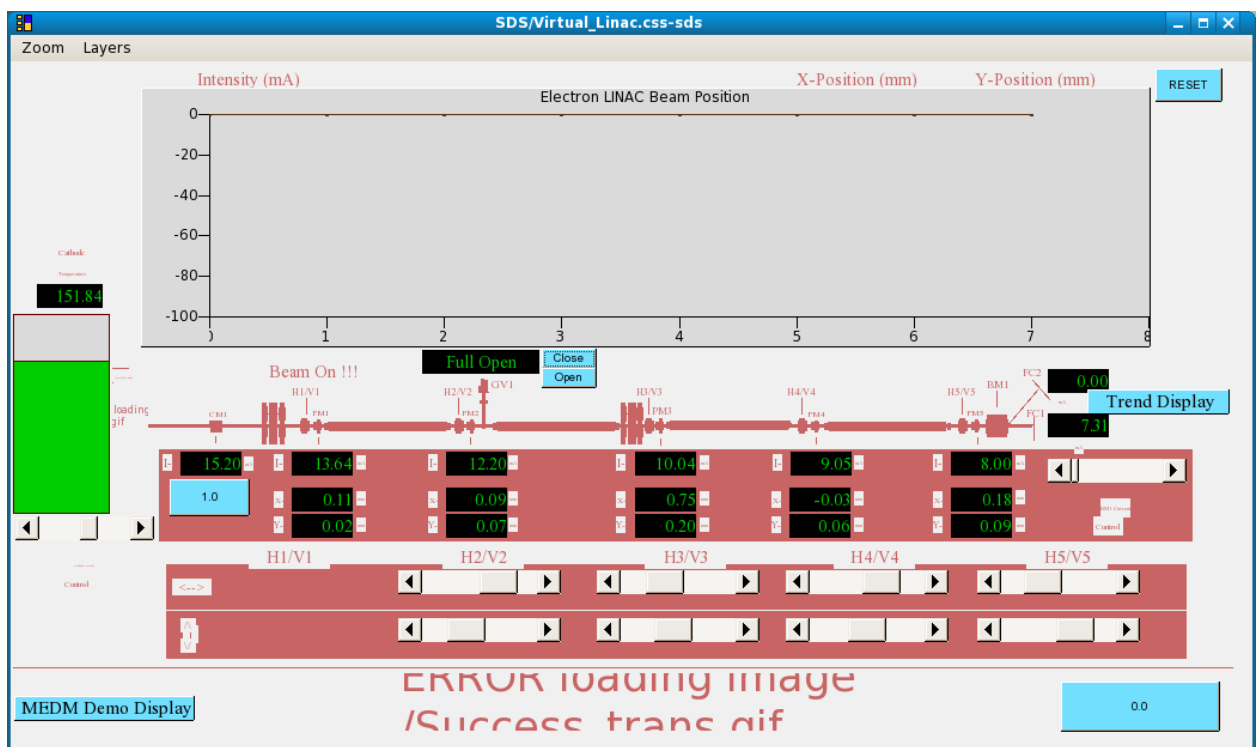 SDS/Virtual_Linac.css-sds
Zoom Layers
Intensity (mA) X-Position (mm) Y-Position (mm) RESET
Electron LINAC Beam Position
0
-20
-40
-60
-80
-100
1 2 3 4 5 6 7 8
Cathode
Temperature
151.84
Full Open Close
Open
Beam On !!!
H1/V1 H2/V2 GV1 H3/V3 H4/V4 H5/V5 BM1 FC2 0.00
Trend Display
loading
gif
CM1 PM1 PM2 PM3 PM4 PM5 FC1 7.31
I- 15.20 I- 13.64 I- 12.20 I- 10.04 I- 9.05 I- 8.00
1.0 X- 0.11 X- 0.09 X- 0.75 X- -0.03 X- 0.18
Y- 0.02 Y- 0.07 Y- 0.20 Y- 0.06 Y- 0.09
BM1 Current
Control
Control
H1/V1 H2/V2 H3/V3 H4/V4 H5/V5
<-->
ERROR loading image
/Success_trans.gif
MEDM Demo Display 0.0